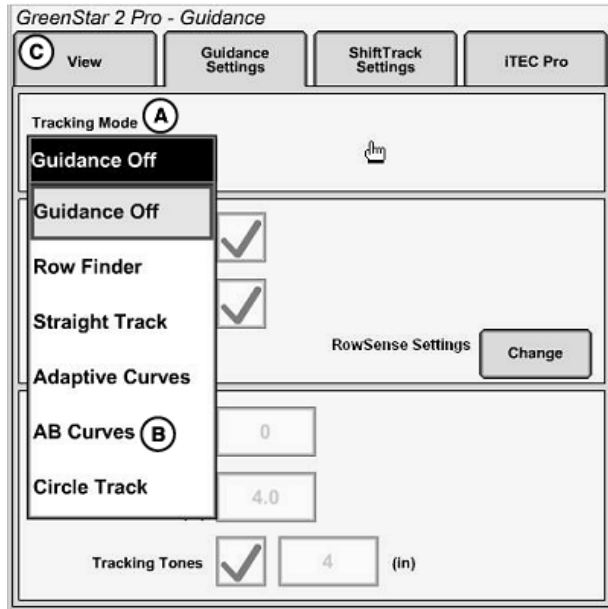 GreenStar 2 Pro - Guidance
C View
Guidance Settings
ShiftTrack Settings
iTEC Pro
Tracking Mode A
Guidance Off
Guidance Off
Row Finder
Straight Track
Adaptive Curves
AB Curves B
Circle Track
RowSense Settings Change
0
4.0
Tracking Tones 4 (in)